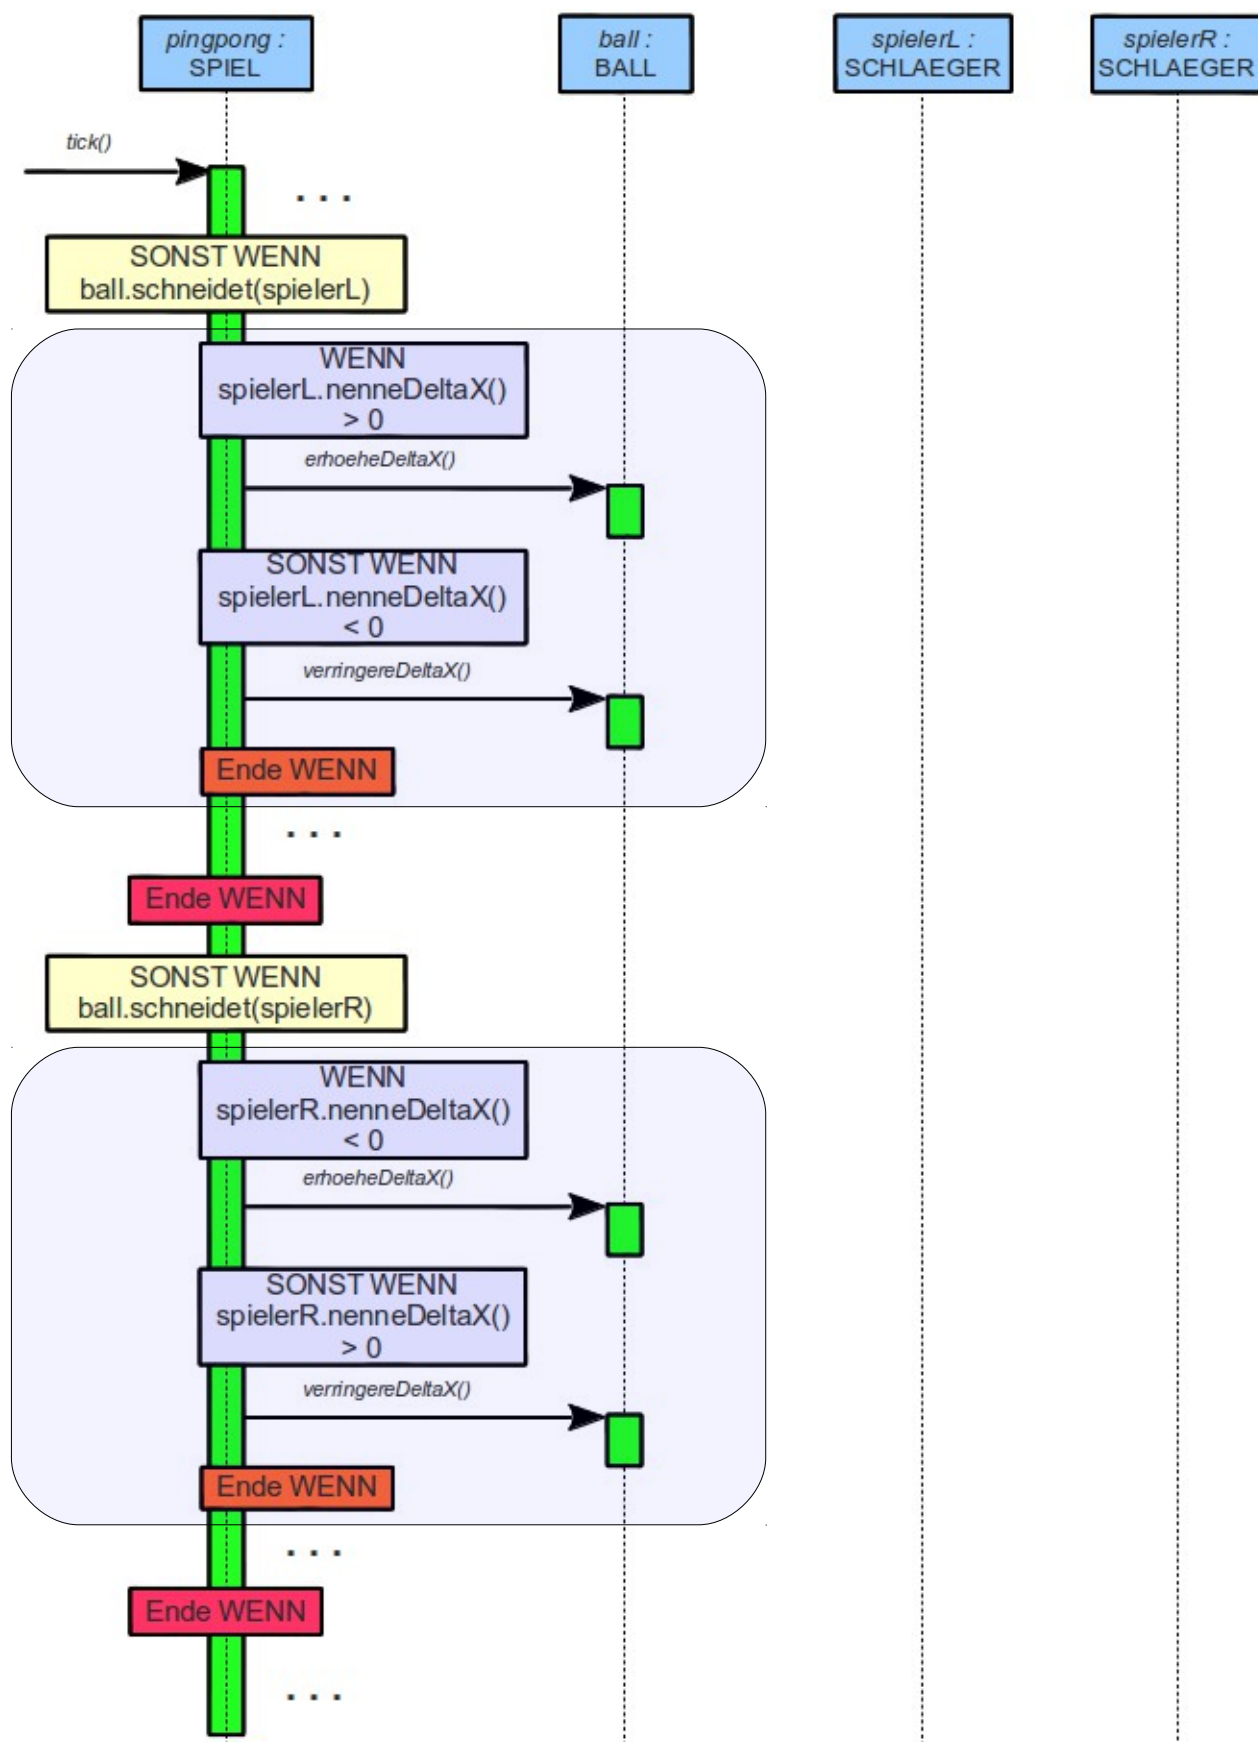 pingpong :
SPIEL
ball :
BALL
spielerL :
SCHLAEGER
spielerR :
SCHLAEGER
tick()
. . .
SONST WENN
ball.schneidet(spielerL)
WENN
spielerL.nenneDeltaX()
> 0
erhoeheDeltaX()
SONST WENN
spielerL.nenneDeltaX()
< 0
verringereDeltaX()
Ende WENN
. . .
Ende WENN
SONST WENN
ball.schneidet(spielerR)
WENN
spielerR.nenneDeltaX()
< 0
erhoeheDeltaX()
SONST WENN
spielerR.nenneDeltaX()
> 0
verringereDeltaX()
Ende WENN
. . .
Ende WENN
. . .